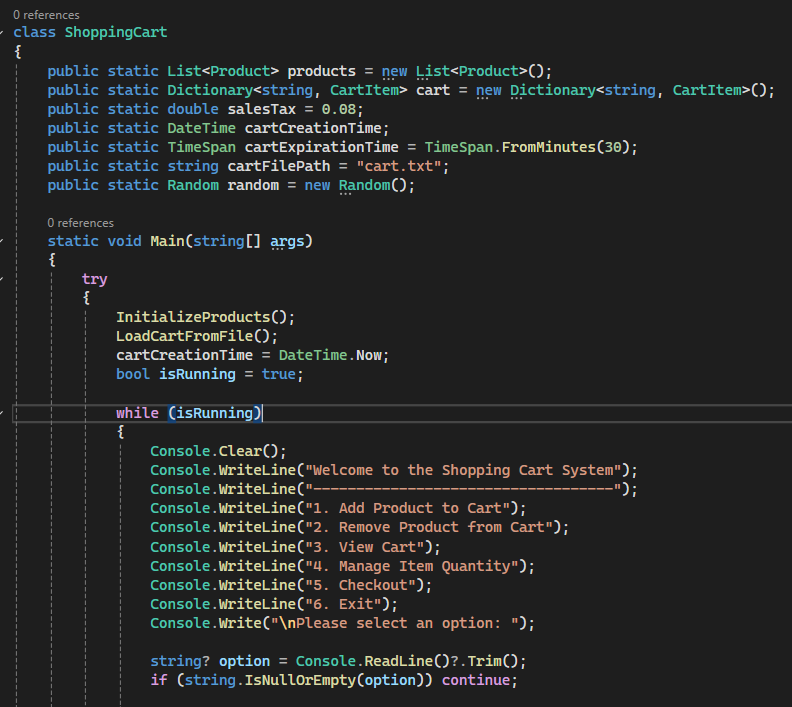 0 references
class ShoppingCart
{
public static List<Product> products = new List<Product>();
public static Dictionary<string, CartItem> cart = new Dictionary<string, CartItem>();
public static double salesTax = 0.08;
public static DateTime cartCreationTime;
public static TimeSpan cartExpirationTime = TimeSpan.FromMinutes(30);
public static string cartFilePath = "cart.txt";
public static Random random = new Random();
0 references
static void Main(string[] args)
{
try
{
InitializeProducts();
LoadCartFromFile();
cartCreationTime = DateTime.Now;
bool isRunning = true;
while (isRunning)
{
Console.Clear();
Console.WriteLine("Welcome to the Shopping Cart System");
Console.WriteLine("-----------------------------------");
Console.WriteLine("1. Add Product to Cart");
Console.WriteLine("2. Remove Product from Cart");
Console.WriteLine("3. View Cart");
Console.WriteLine("4. Manage Item Quantity");
Console.WriteLine("5. Checkout");
Console.WriteLine("6. Exit");
Console.Write("\nPlease select an option: ");
string? option = Console.ReadLine()?.Trim();
if (string.IsNullOrEmpty(option)) continue;